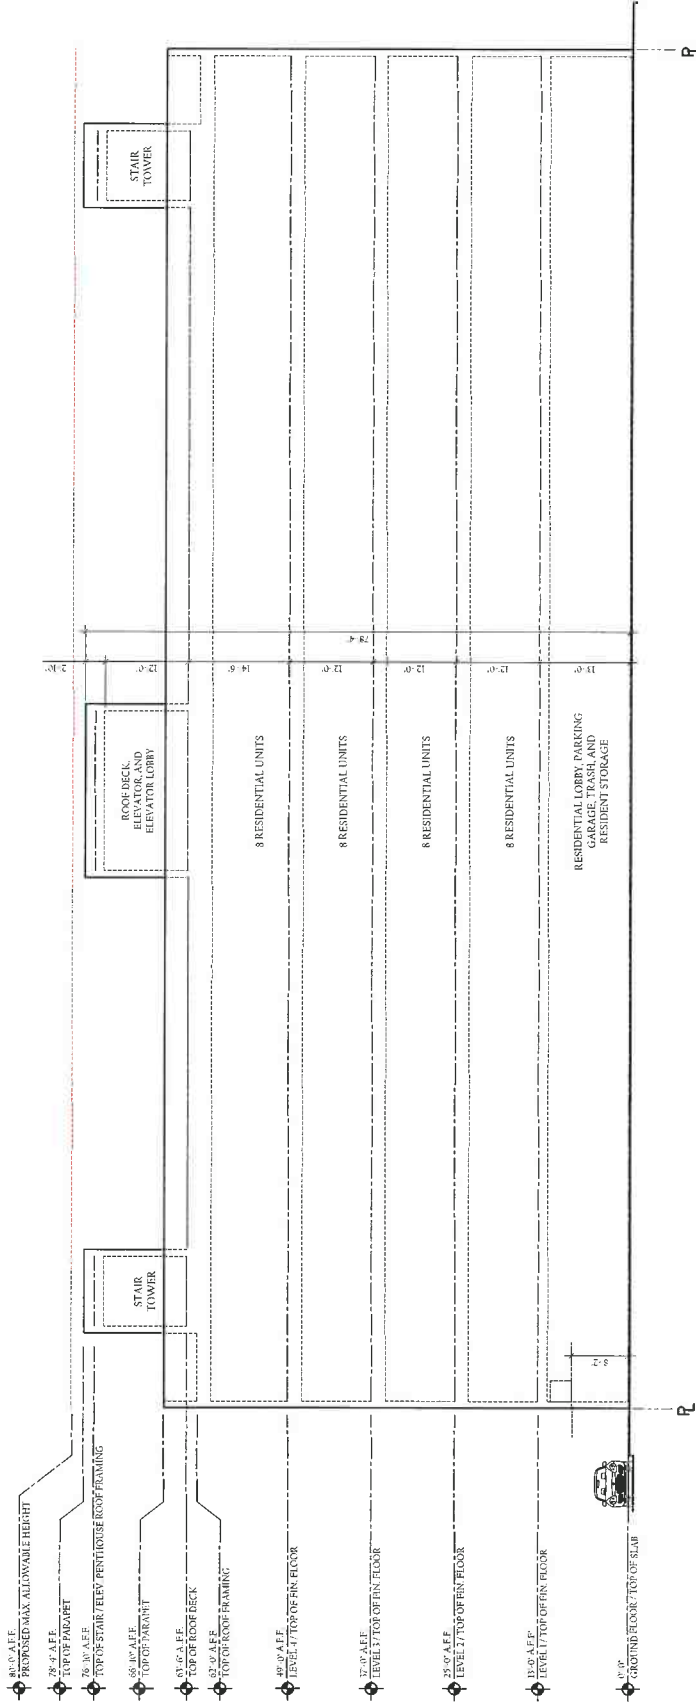 80'-0" A.F.F.
PROPOSED MAX. ALLOWABLE HEIGHT
78'-4" A.F.F.
TOP OF PARAPET
76'-10" A.F.F.
TOP OF STAIR / ELEV. PENTHOUSE ROOF FRAMING
66'-10" A.F.F.
TOP OF PARAPET
63'-6" A.F.F.
TOP OF ROOF DECK
62'-0" A.F.F.
TOP OF ROOF FRAMING
49'-0" A.F.F.
LEVEL 4 / TOP OF FIN. FLOOR
37'-0" A.F.F.
LEVEL 3 / TOP OF FIN. FLOOR
25'-0" A.F.F.
LEVEL 2 / TOP OF FIN. FLOOR
13'-0" A.F.F.
LEVEL 1 / TOP OF FIN. FLOOR
0'-0"
GROUND FLOOR / TOP OF SLAB
PL
8'-2"
STAIR
TOWER
ROOF DECK,
ELEVATOR, AND
ELEVATOR LOBBY
8 RESIDENTIAL UNITS
8 RESIDENTIAL UNITS
8 RESIDENTIAL UNITS
8 RESIDENTIAL UNITS
RESIDENTIAL LOBBY, PARKING
GARAGE, TRASH, AND
RESIDENT STORAGE
2'-10"
12'-0"
14'-6"
12'-0"
12'-0"
12'-0"
13'-0"
78'-4"
STAIR
TOWER
PL